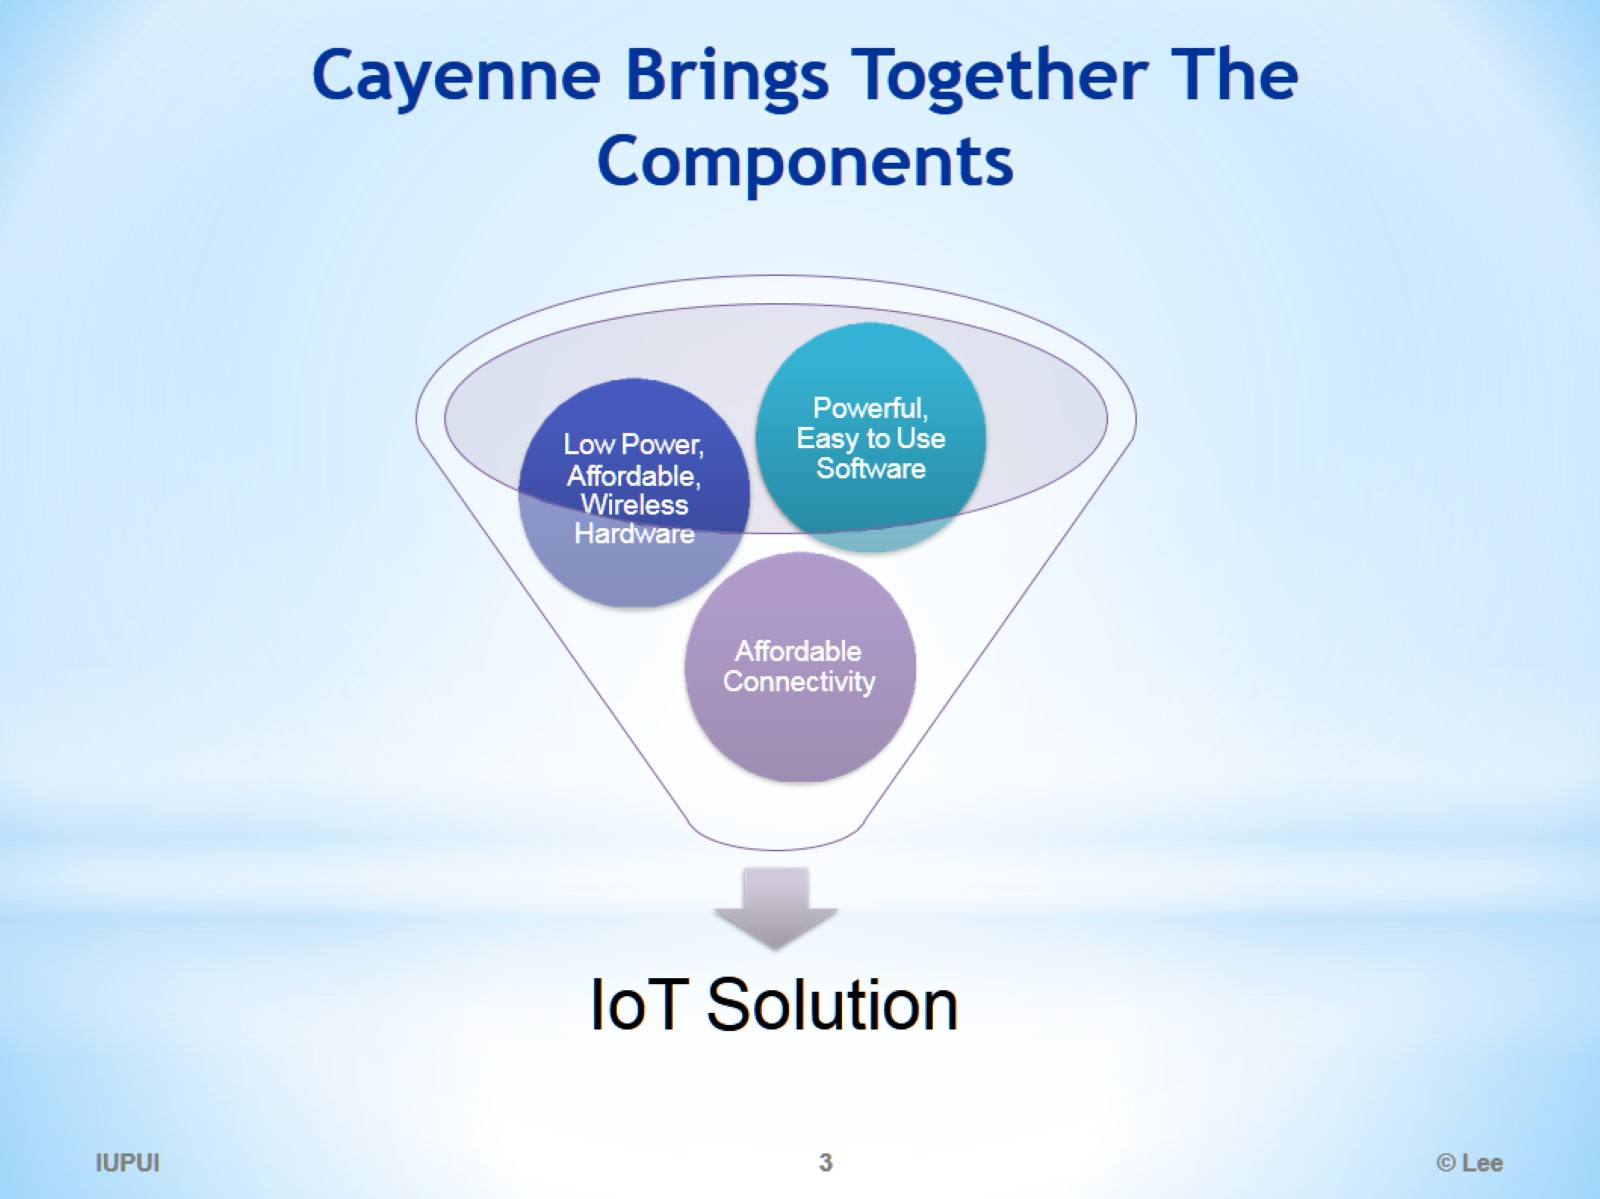 Cayenne Brings Together The
Components
Powerful,
Easy to Use
Software
Low Power,
Affordable,
Wireless
Hardware
Affordable
Connectivity
IoT Solution
IUPUI
3
© Lee